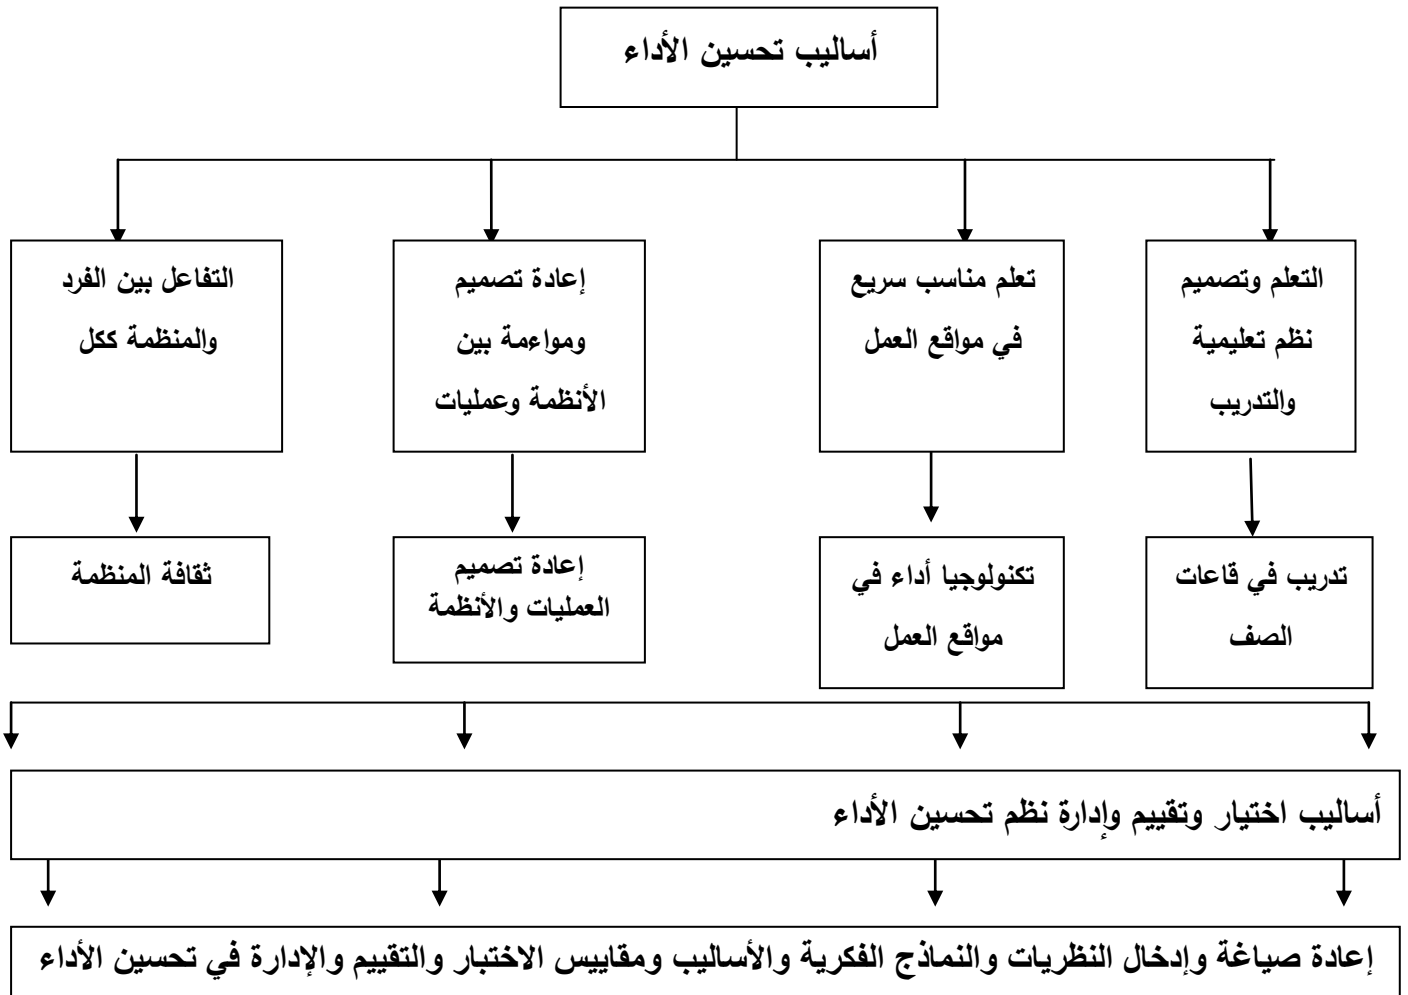 أساليب تحسين الأداء
التعلم وتصميم
نظم تعليمية
والتدريب
تعلم مناسب سريع
في مواقع العمل
إعادة تصميم
ومواءمة بين
الأنظمة وعمليات
التفاعل بين الفرد
والمنظمة ككل
تدريب في قاعات
الصف
تكنولوجيا أداء في
مواقع العمل
إعادة تصميم
العمليات والأنظمة
ثقافة المنظمة
أساليب اختيار وتقييم وإدارة نظم تحسين الأداء
إعادة صياغة وإدخال النظريات والنماذج الفكرية والأساليب ومقاييس الاختبار والتقييم والإدارة في تحسين الأداء